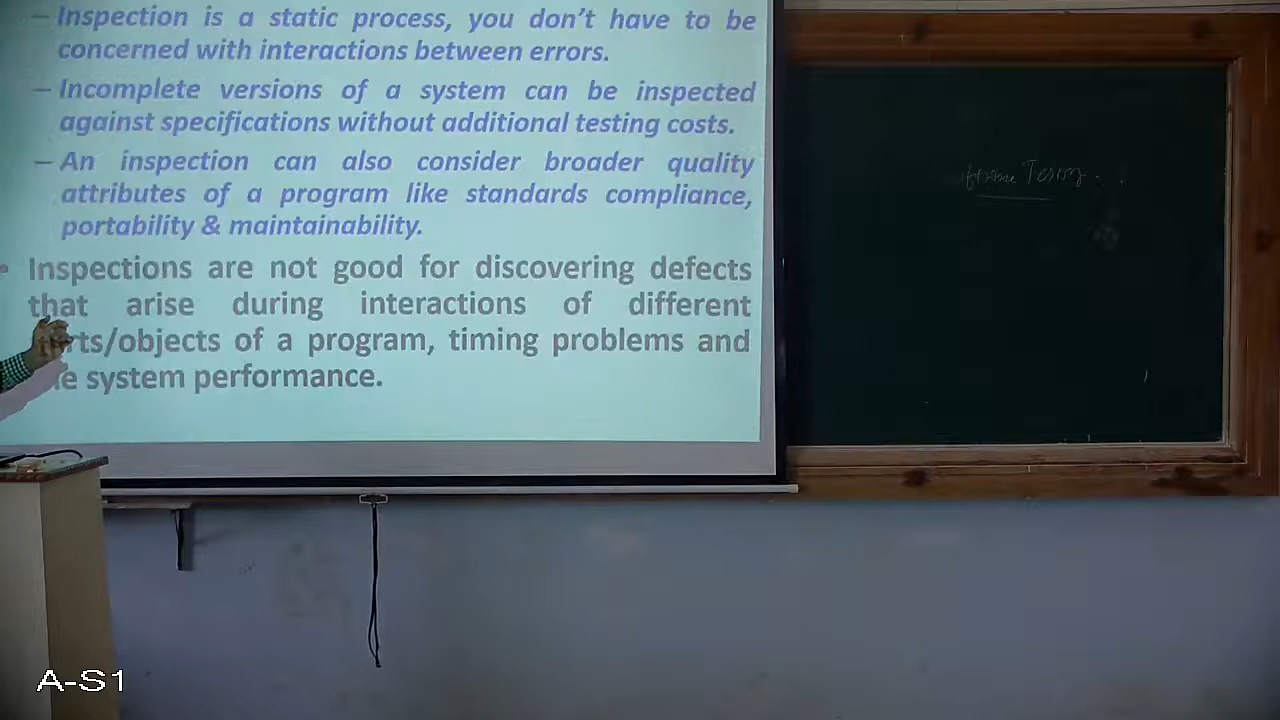 – Inspection is a static process, you don't have to be
concerned with interactions between errors.
– Incomplete versions of a system can be inspected
against specifications without additional testing costs.
– An inspection can also consider broader quality
attributes of a program like standards compliance,
portability & maintainability.
• Inspections are not good for discovering defects
that arise during interactions of different
/objects of a program, timing problems and
system performance.
A-S1